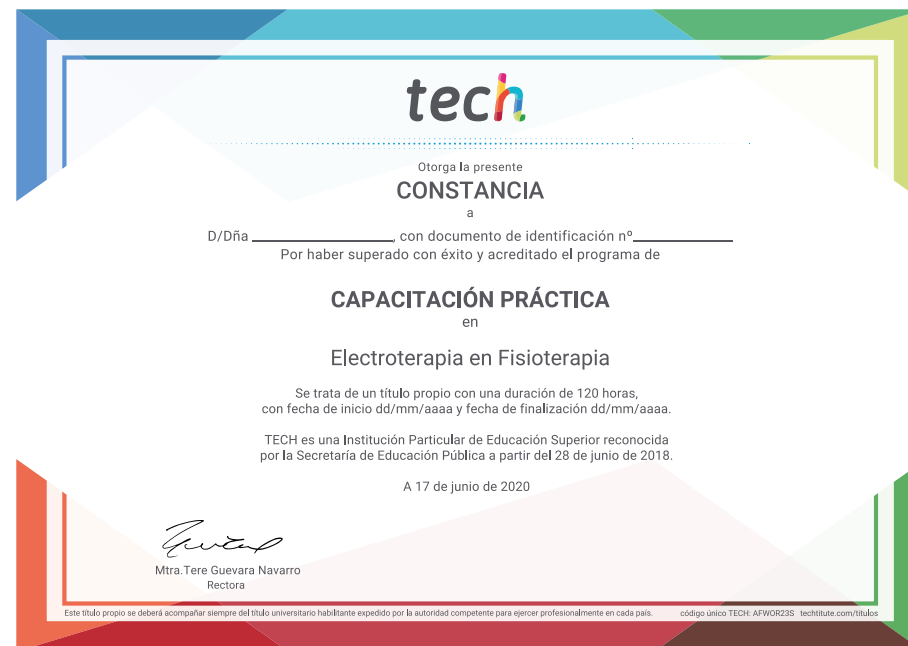 tech
Otorga la presente
CONSTANCIA
a
D/Dña ________________, con documento de identificación nº____________
Por haber superado con éxito y acreditado el programa de
CAPACITACIÓN PRÁCTICA
en
Electroterapia en Fisioterapia
Se trata de un título propio con una duración de 120 horas,
con fecha de inicio dd/mm/aaaa y fecha de finalización dd/mm/aaaa.
TECH es una Institución Particular de Educación Superior reconocida
por la Secretaría de Educación Pública a partir del 28 de junio de 2018.
A 17 de junio de 2020
Mtra.Tere Guevara Navarro
Rectora
Este título propio se deberá acompañar siempre del título universitario habilitante expedido por la autoridad competente para ejercer profesionalmente en cada país. código único TECH: AFWOR23S techtitute.com/titulos